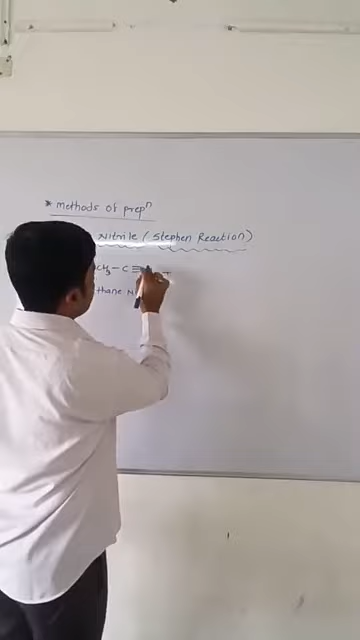 * methods of prepⁿ
Nitrile ( Stephen Reaction )
CH₃ – C ≡
thane N